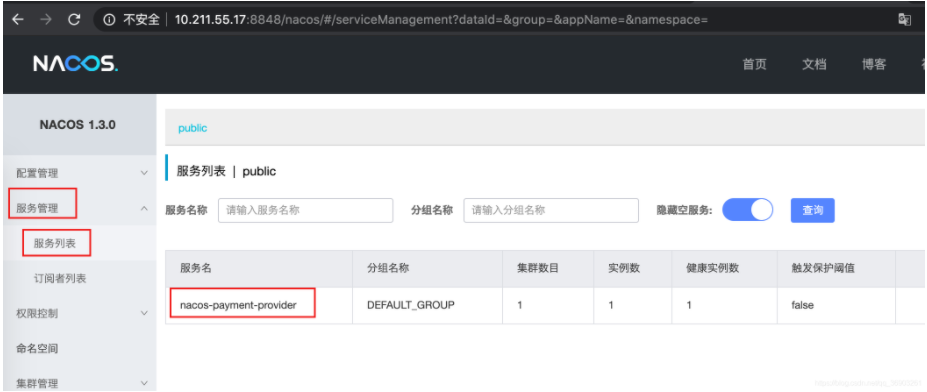 不安全 10.211.55.17:8848/nacos/#/serviceManagement?dataId=&group=&appName=&namespace=
NACOS. 首页 文档 博客
NACOS 1.3.0
public
配置管理
服务列表 | public
服务管理
服务名称 请输入服务名称 分组名称 请输入分组名称 隐藏空服务: 查询
服务列表
服务名 分组名称 集群数目 实例数 健康实例数 触发保护阈值
订阅者列表
nacos-payment-provider DEFAULT_GROUP 1 1 1 false
权限控制
命名空间
集群管理